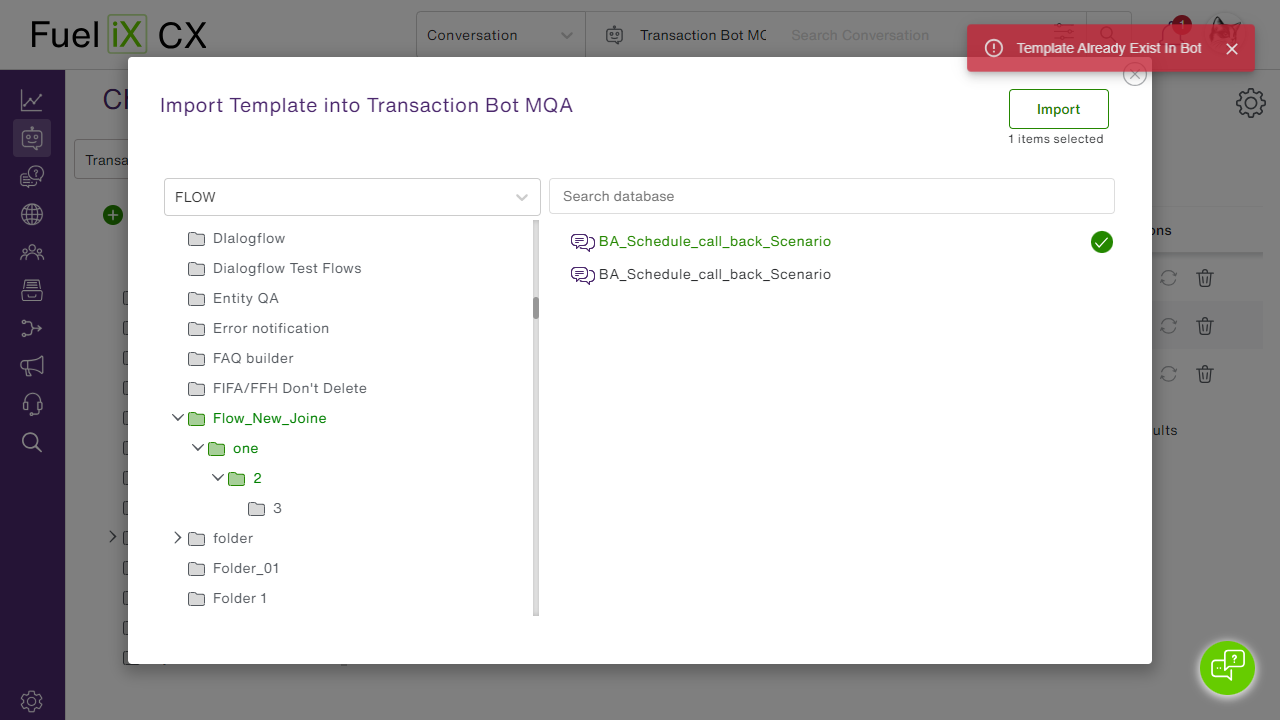 Fuel iX CX
Conversation
Transaction Bot MQ
Search Conversation
1
Template Already Exist In Bot
Import Template into Transaction Bot MQA
Import
1 items selected
Ch
Transa
FLOW
Search database
DIalogflow
Dialogflow Test Flows
Entity QA
Error notification
FAQ builder
FIFA/FFH Don't Delete
Flow_New_Joine
one
2
3
folder
Folder_01
Folder 1
BA_Schedule_call_back_Scenario
BA_Schedule_call_back_Scenario
ons
ults